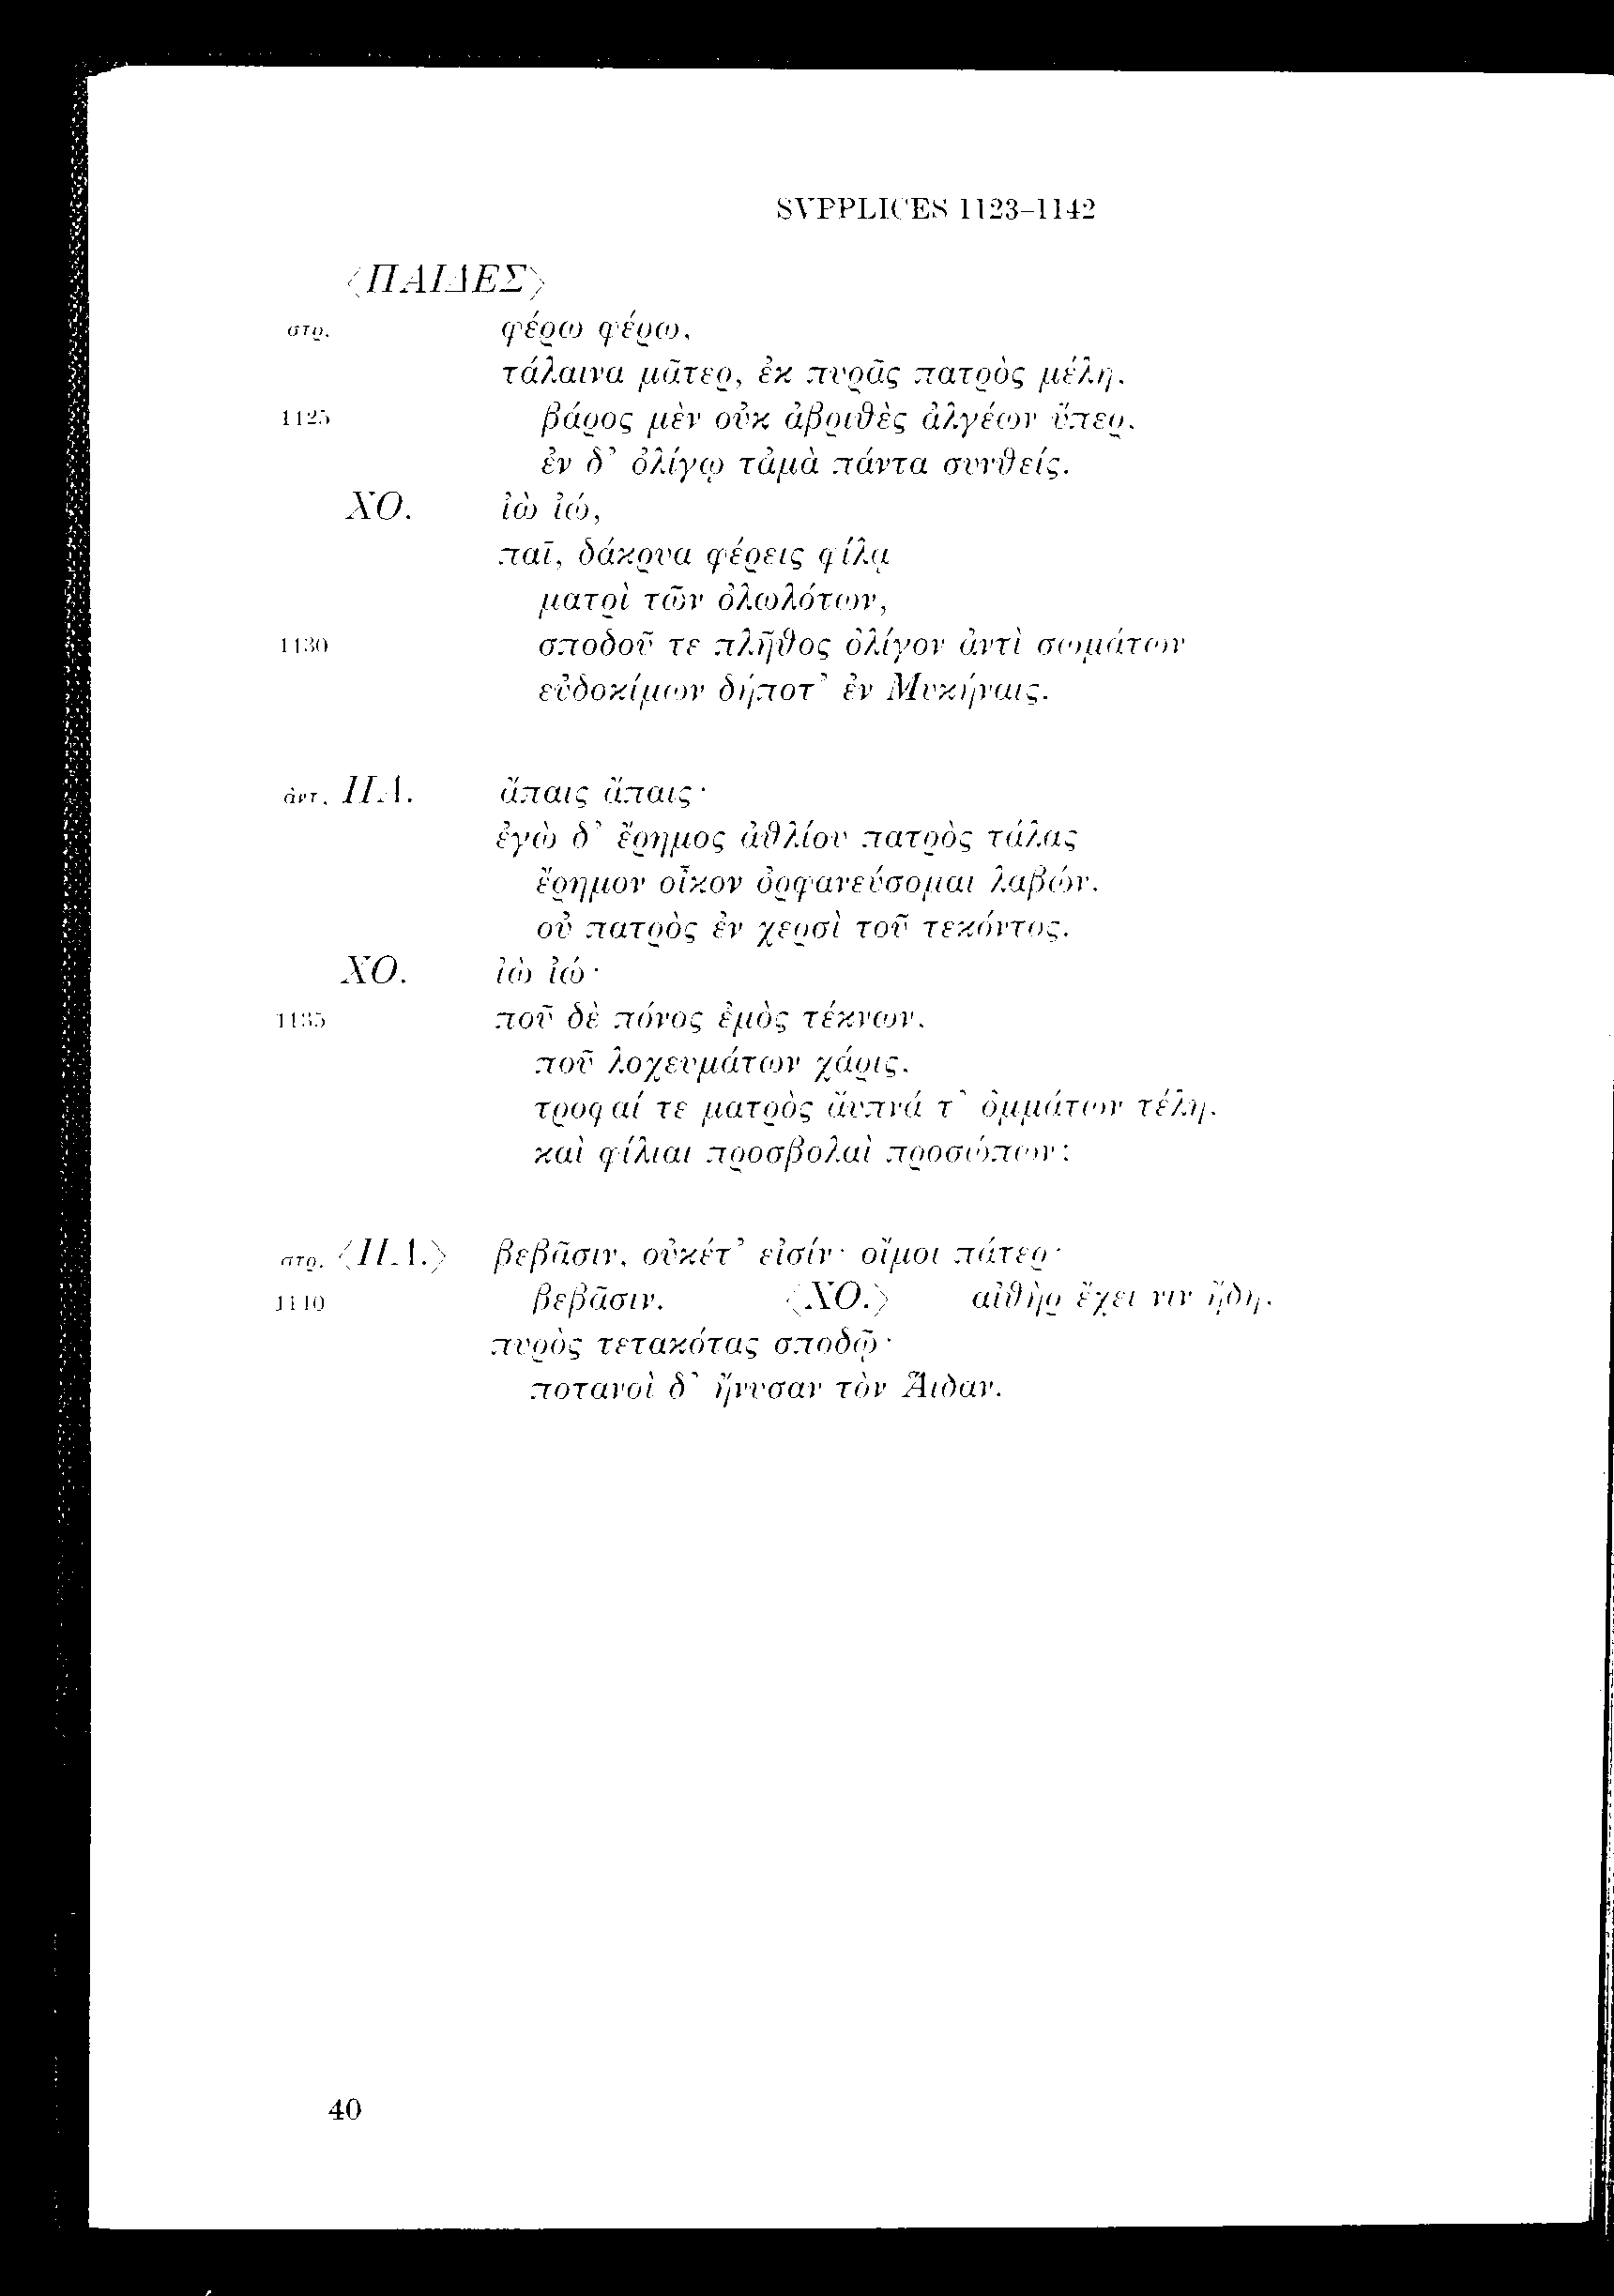 SVPPLICES 1123–1142
〈ΠΑΙΔΕΣ〉
στρ. φέρω φέρω,
τάλαινα μᾶτερ, ἐκ πυρᾶς πατρὸς μέλη,
1125 βάρος μὲν οὐκ ἀβριθὲς ἀλγέων ὕπερ,
ἐν δ’ ὀλίγῳ τἀμὰ πάντα συνθείς.
ΧΟ. ἰὼ ἰώ,
παῖ, δάκρυα φέρεις φίλᾳ
ματρὶ τῶν ὀλωλότων,
1130 σποδοῦ τε πλῆθος ὀλίγον ἀντὶ σωμάτων
εὐδοκίμων δήποτ’ ἐν Μυκήναις.
ἀντ. ΠΑ. ἄπαις ἄπαις·
ἐγὼ δ’ ἔρημος ἀθλίου πατρὸς τάλας
ἔρημον οἶκον ὀρφανεύσομαι λαβών,
οὐ πατρὸς ἐν χερσὶ τοῦ τεκόντος.
ΧΟ. ἰὼ ἰώ·
1135 ποῦ δὲ πόνος ἐμὸς τέκνων,
ποῦ λοχευμάτων χάρις,
τροφαί τε ματρὸς ἄυπνά τ’ ὀμμάτων τέλη,
καὶ φίλιαι προσβολαὶ προσώπων;
στρ. 〈ΠΑ.〉 βεβᾶσιν, οὐκέτ’ εἰσίν· οἴμοι πάτερ·
1140 βεβᾶσιν. 〈ΧΟ.〉 αἰθὴρ ἔχει νιν ἤδη,
πυρὸς τετακότας σποδῷ·
ποτανοὶ δ’ ἤνυσαν τὸν Ἅιδαν.
40